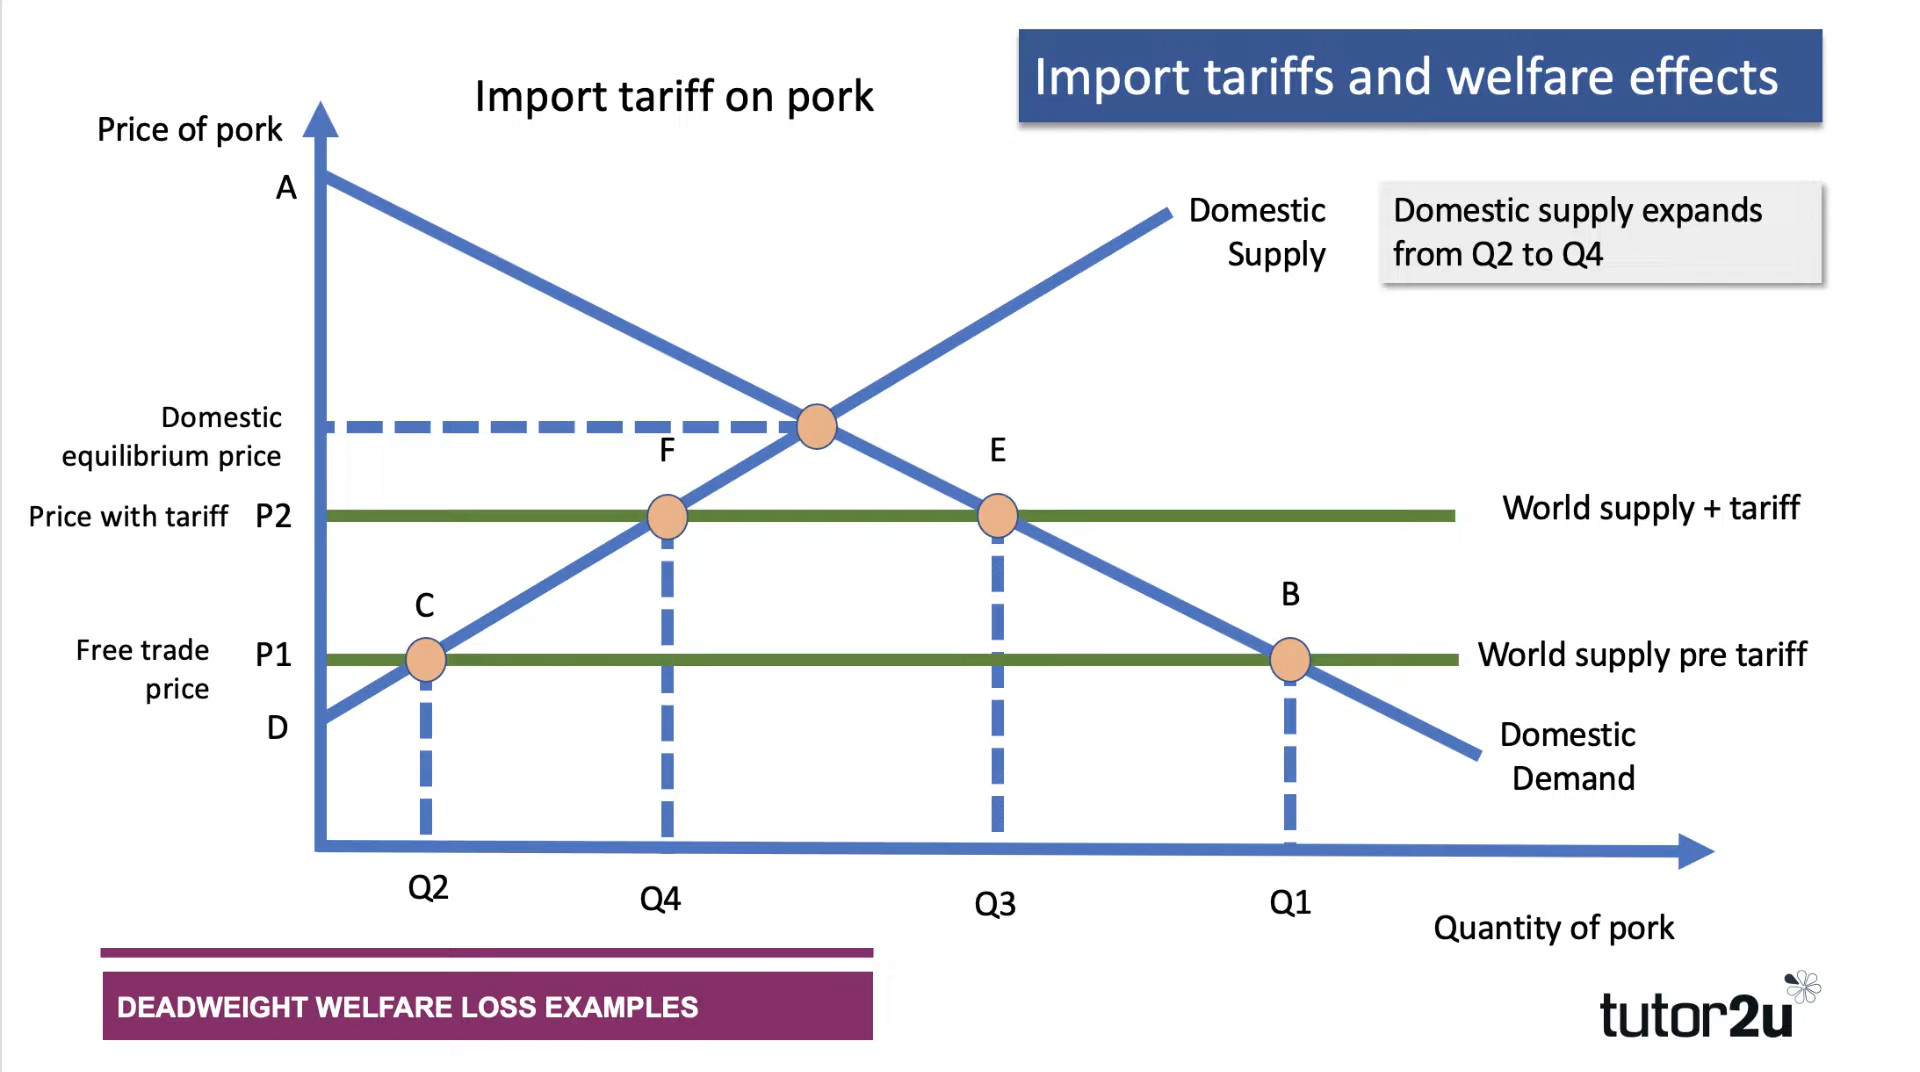 Import tariffs and welfare effects
Import tariff on pork
Price of pork
A
Domestic
Supply
Domestic supply expands
from Q2 to Q4
Domestic
equilibrium price
F
E
Price with tariff
P2
World supply + tariff
C
B
Free trade
price
P1
World supply pre tariff
D
Domestic
Demand
Q2
Q4
Q3
Q1
Quantity of pork
DEADWEIGHT WELFARE LOSS EXAMPLES
tutor2u